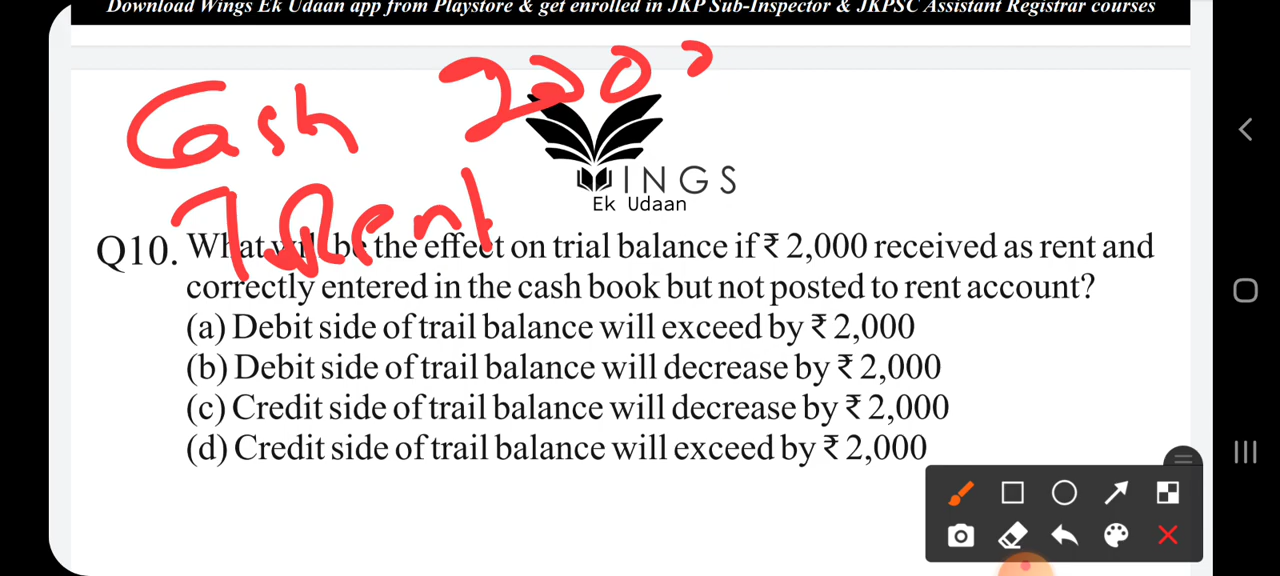 Download Wings Ek Udaan app from Playstore & get enrolled in JKP Sub-Inspector & JKPSC Assistant Registrar courses
Cash 2000
To Rent
WINGS
Ek Udaan
Q10. What will be the effect on trial balance if ₹ 2,000 received as rent and
correctly entered in the cash book but not posted to rent account?
(a) Debit side of trail balance will exceed by ₹ 2,000
(b) Debit side of trail balance will decrease by ₹ 2,000
(c) Credit side of trail balance will decrease by ₹ 2,000
(d) Credit side of trail balance will exceed by ₹ 2,000